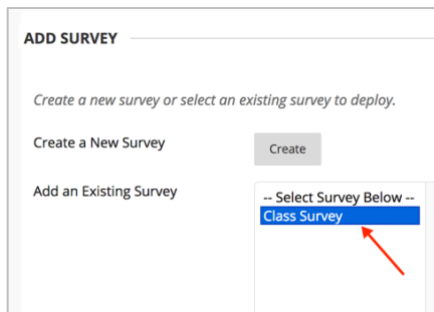 ADD SURVEY
Create a new survey or select an existing survey to deploy.
Create a New Survey
Create
Add an Existing Survey
-- Select Survey Below --
Class Survey